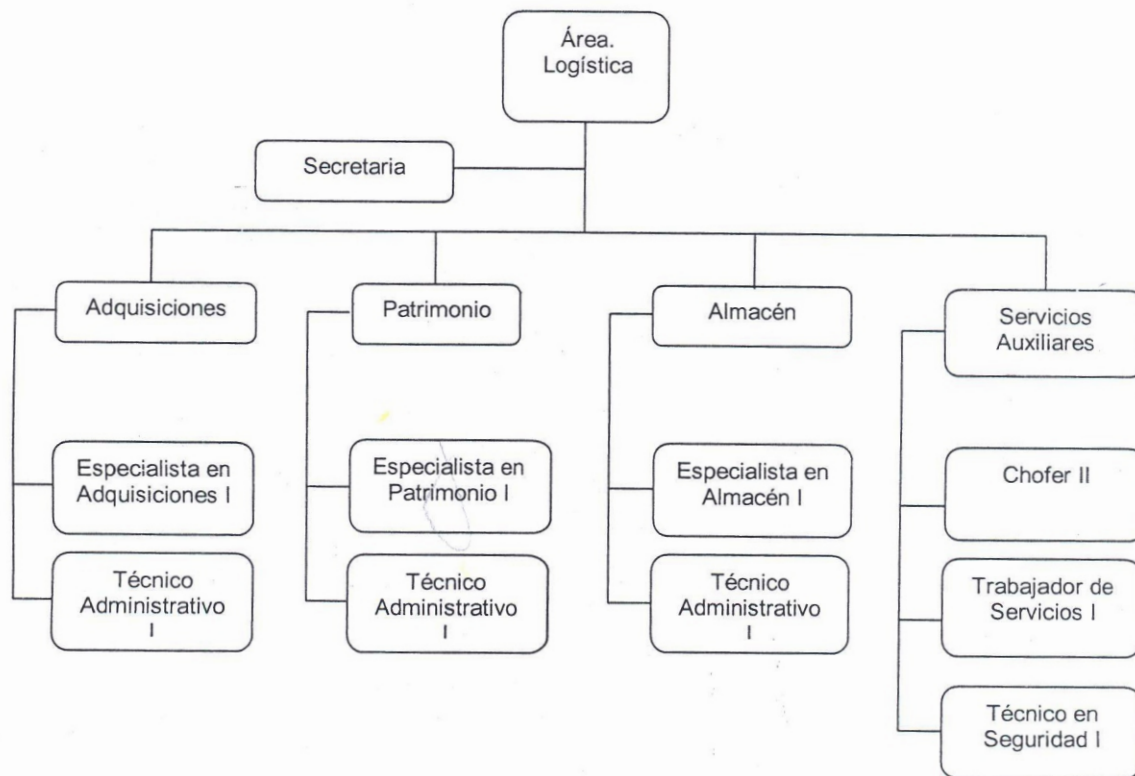 Área.
Logística
Secretaria
Adquisiciones
Patrimonio
Almacén
Servicios
Auxiliares
Especialista en
Adquisiciones I
Especialista en
Patrimonio I
Especialista en
Almacén I
Chofer II
Técnico
Administrativo
I
Técnico
Administrativo
I
Técnico
Administrativo
I
Trabajador de
Servicios I
Técnico en
Seguridad I